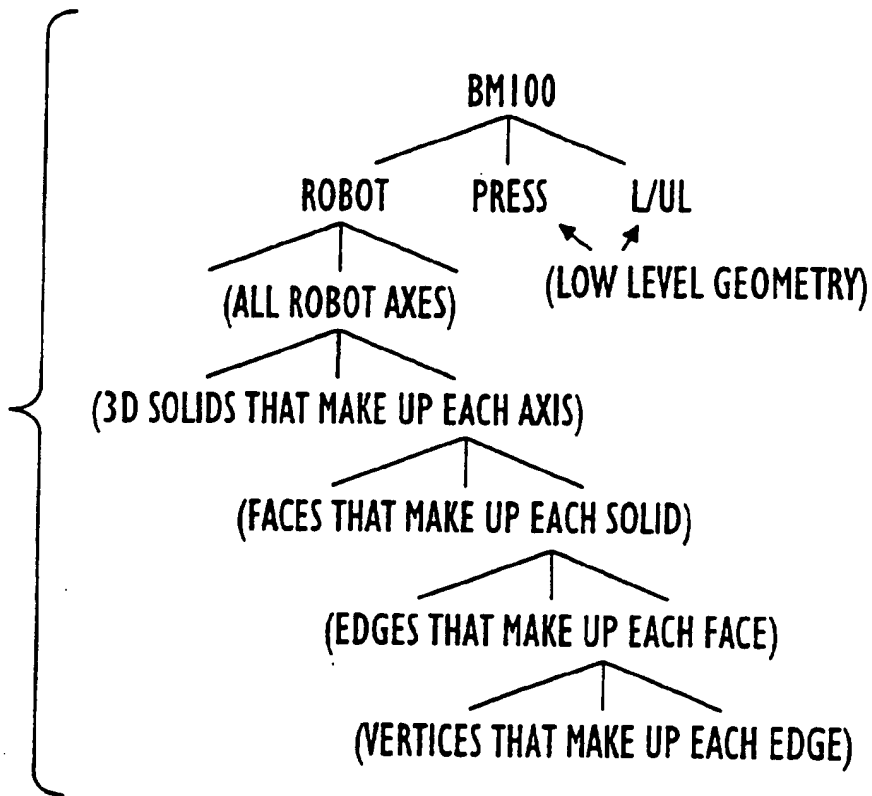 BM100
ROBOT PRESS L/UL
(LOW LEVEL GEOMETRY)
(ALL ROBOT AXES)
(3D SOLIDS THAT MAKE UP EACH AXIS)
(FACES THAT MAKE UP EACH SOLID)
(EDGES THAT MAKE UP EACH FACE)
(VERTICES THAT MAKE UP EACH EDGE)